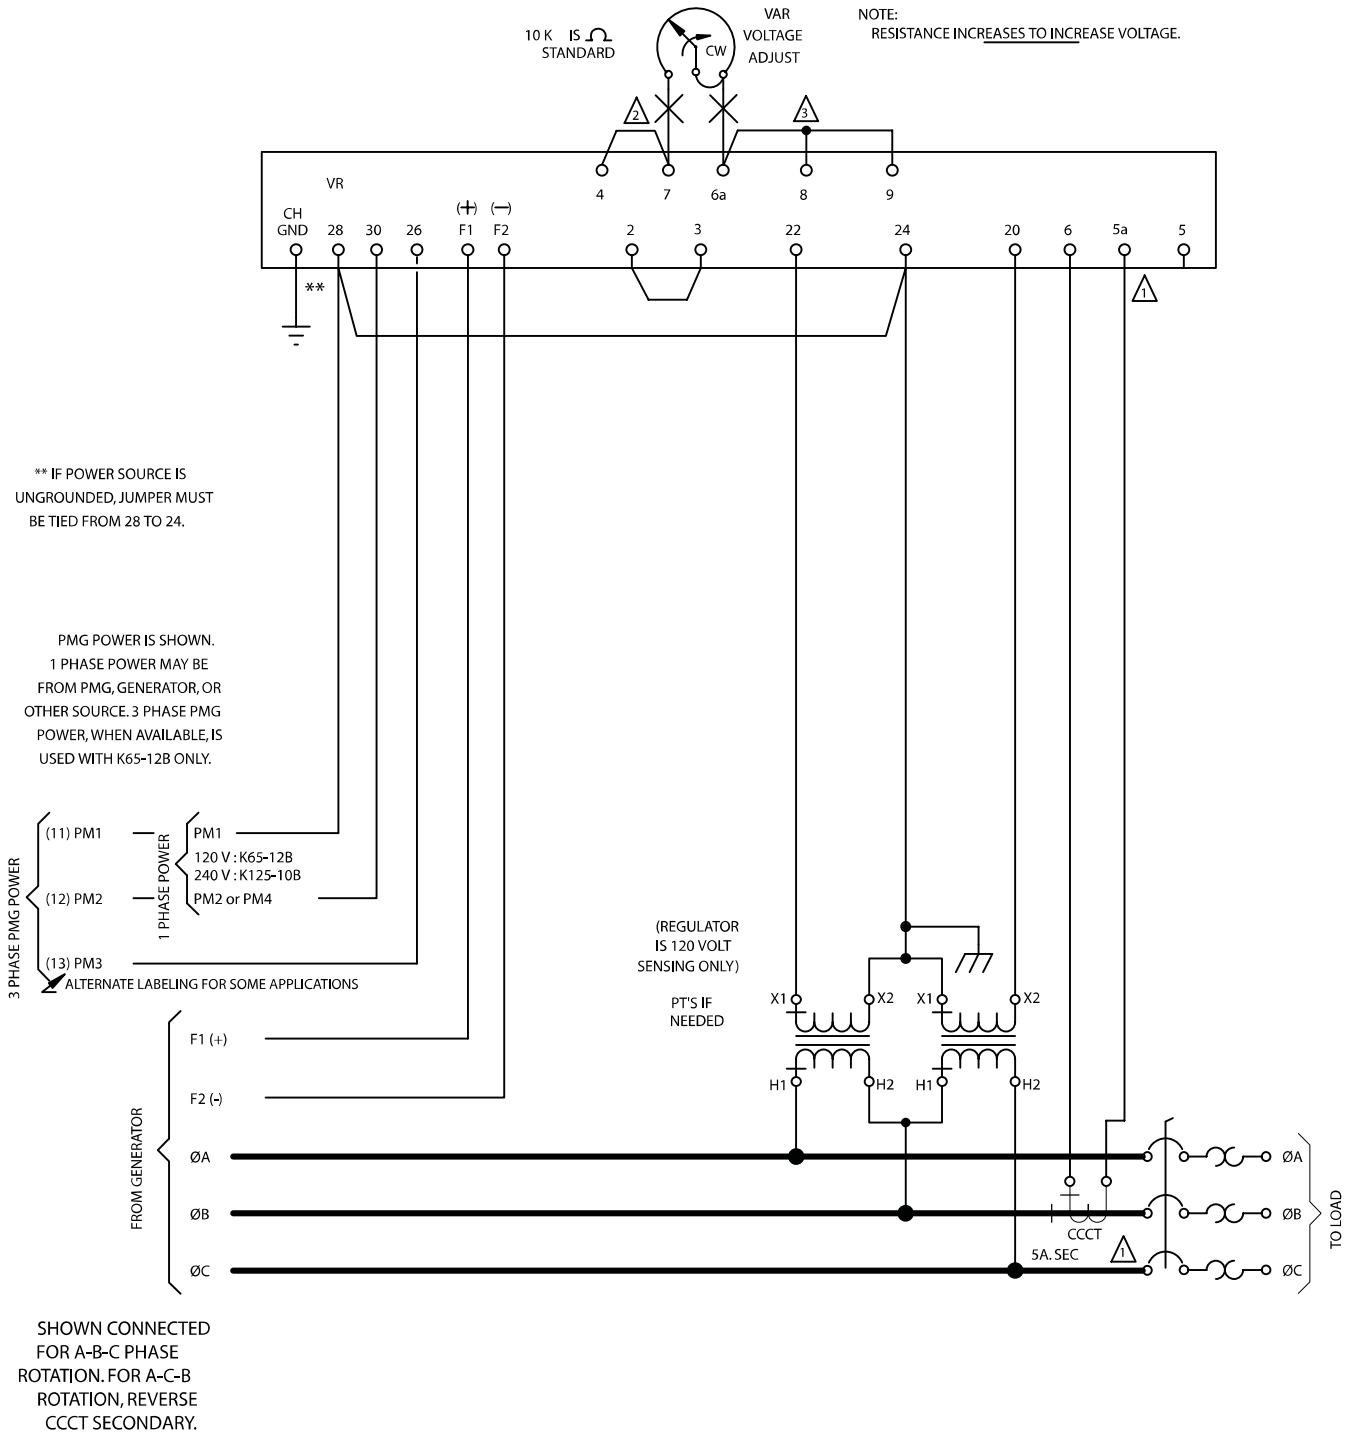 10 K IS Ω
STANDARD
VAR
VOLTAGE
ADJUST
CW
NOTE:
RESISTANCE INCREASES TO INCREASE VOLTAGE.
2
3
4
7
6a
8
9
VR
CH
GND
28
30
26
(+)
F1
(—)
F2
2
3
22
24
20
6
5a
5
**
1
** IF POWER SOURCE IS
UNGROUNDED, JUMPER MUST
BE TIED FROM 28 TO 24.
PMG POWER IS SHOWN.
1 PHASE POWER MAY BE
FROM PMG, GENERATOR, OR
OTHER SOURCE. 3 PHASE PMG
POWER, WHEN AVAILABLE, IS
USED WITH K65-12B ONLY.
3 PHASE PMG POWER
(11) PM1
(12) PM2
(13) PM3
1 PHASE POWER
PM1
120 V : K65-12B
240 V : K125-10B
PM2 or PM4
ALTERNATE LABELING FOR SOME APPLICATIONS
(REGULATOR
IS 120 VOLT
SENSING ONLY)
PT'S IF
NEEDED
X1
X2
X1
X2
H1
H2
H1
H2
FROM GENERATOR
F1 (+)
F2 (-)
ØA
ØB
ØC
CCCT
5A. SEC
1
ØA
ØB
ØC
TO LOAD
SHOWN CONNECTED
FOR A-B-C PHASE
ROTATION. FOR A-C-B
ROTATION, REVERSE
CCCT SECONDARY.